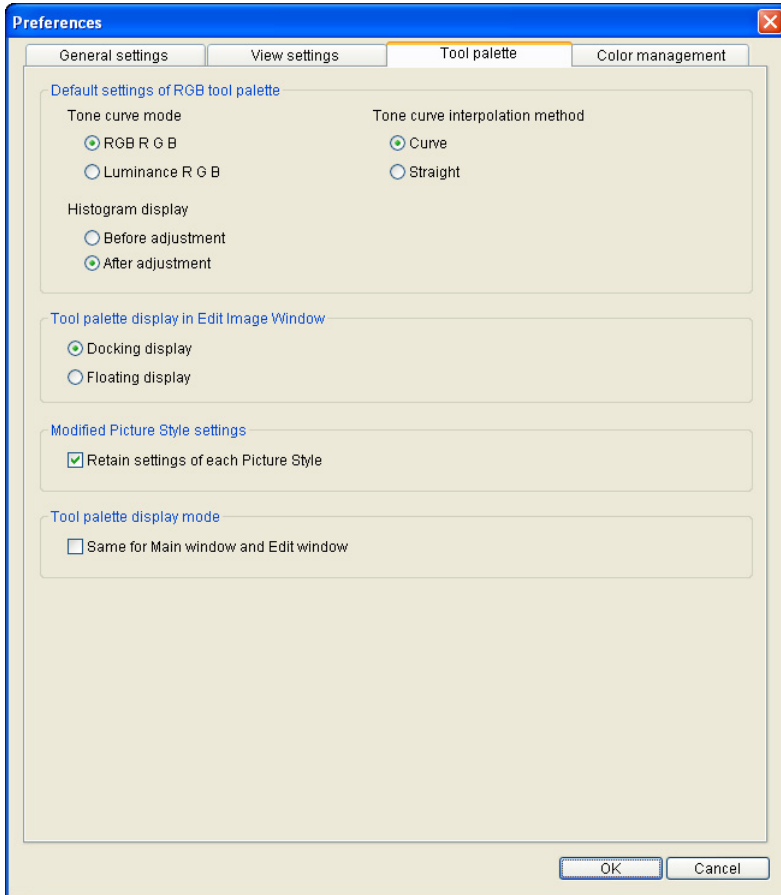 Preferences
General settings View settings Tool palette Color management
Default settings of RGB tool palette
Tone curve mode Tone curve interpolation method
RGB R G B Curve
Luminance R G B Straight
Histogram display
Before adjustment
After adjustment
Tool palette display in Edit Image Window
Docking display
Floating display
Modified Picture Style settings
Retain settings of each Picture Style
Tool palette display mode
Same for Main window and Edit window
OK Cancel